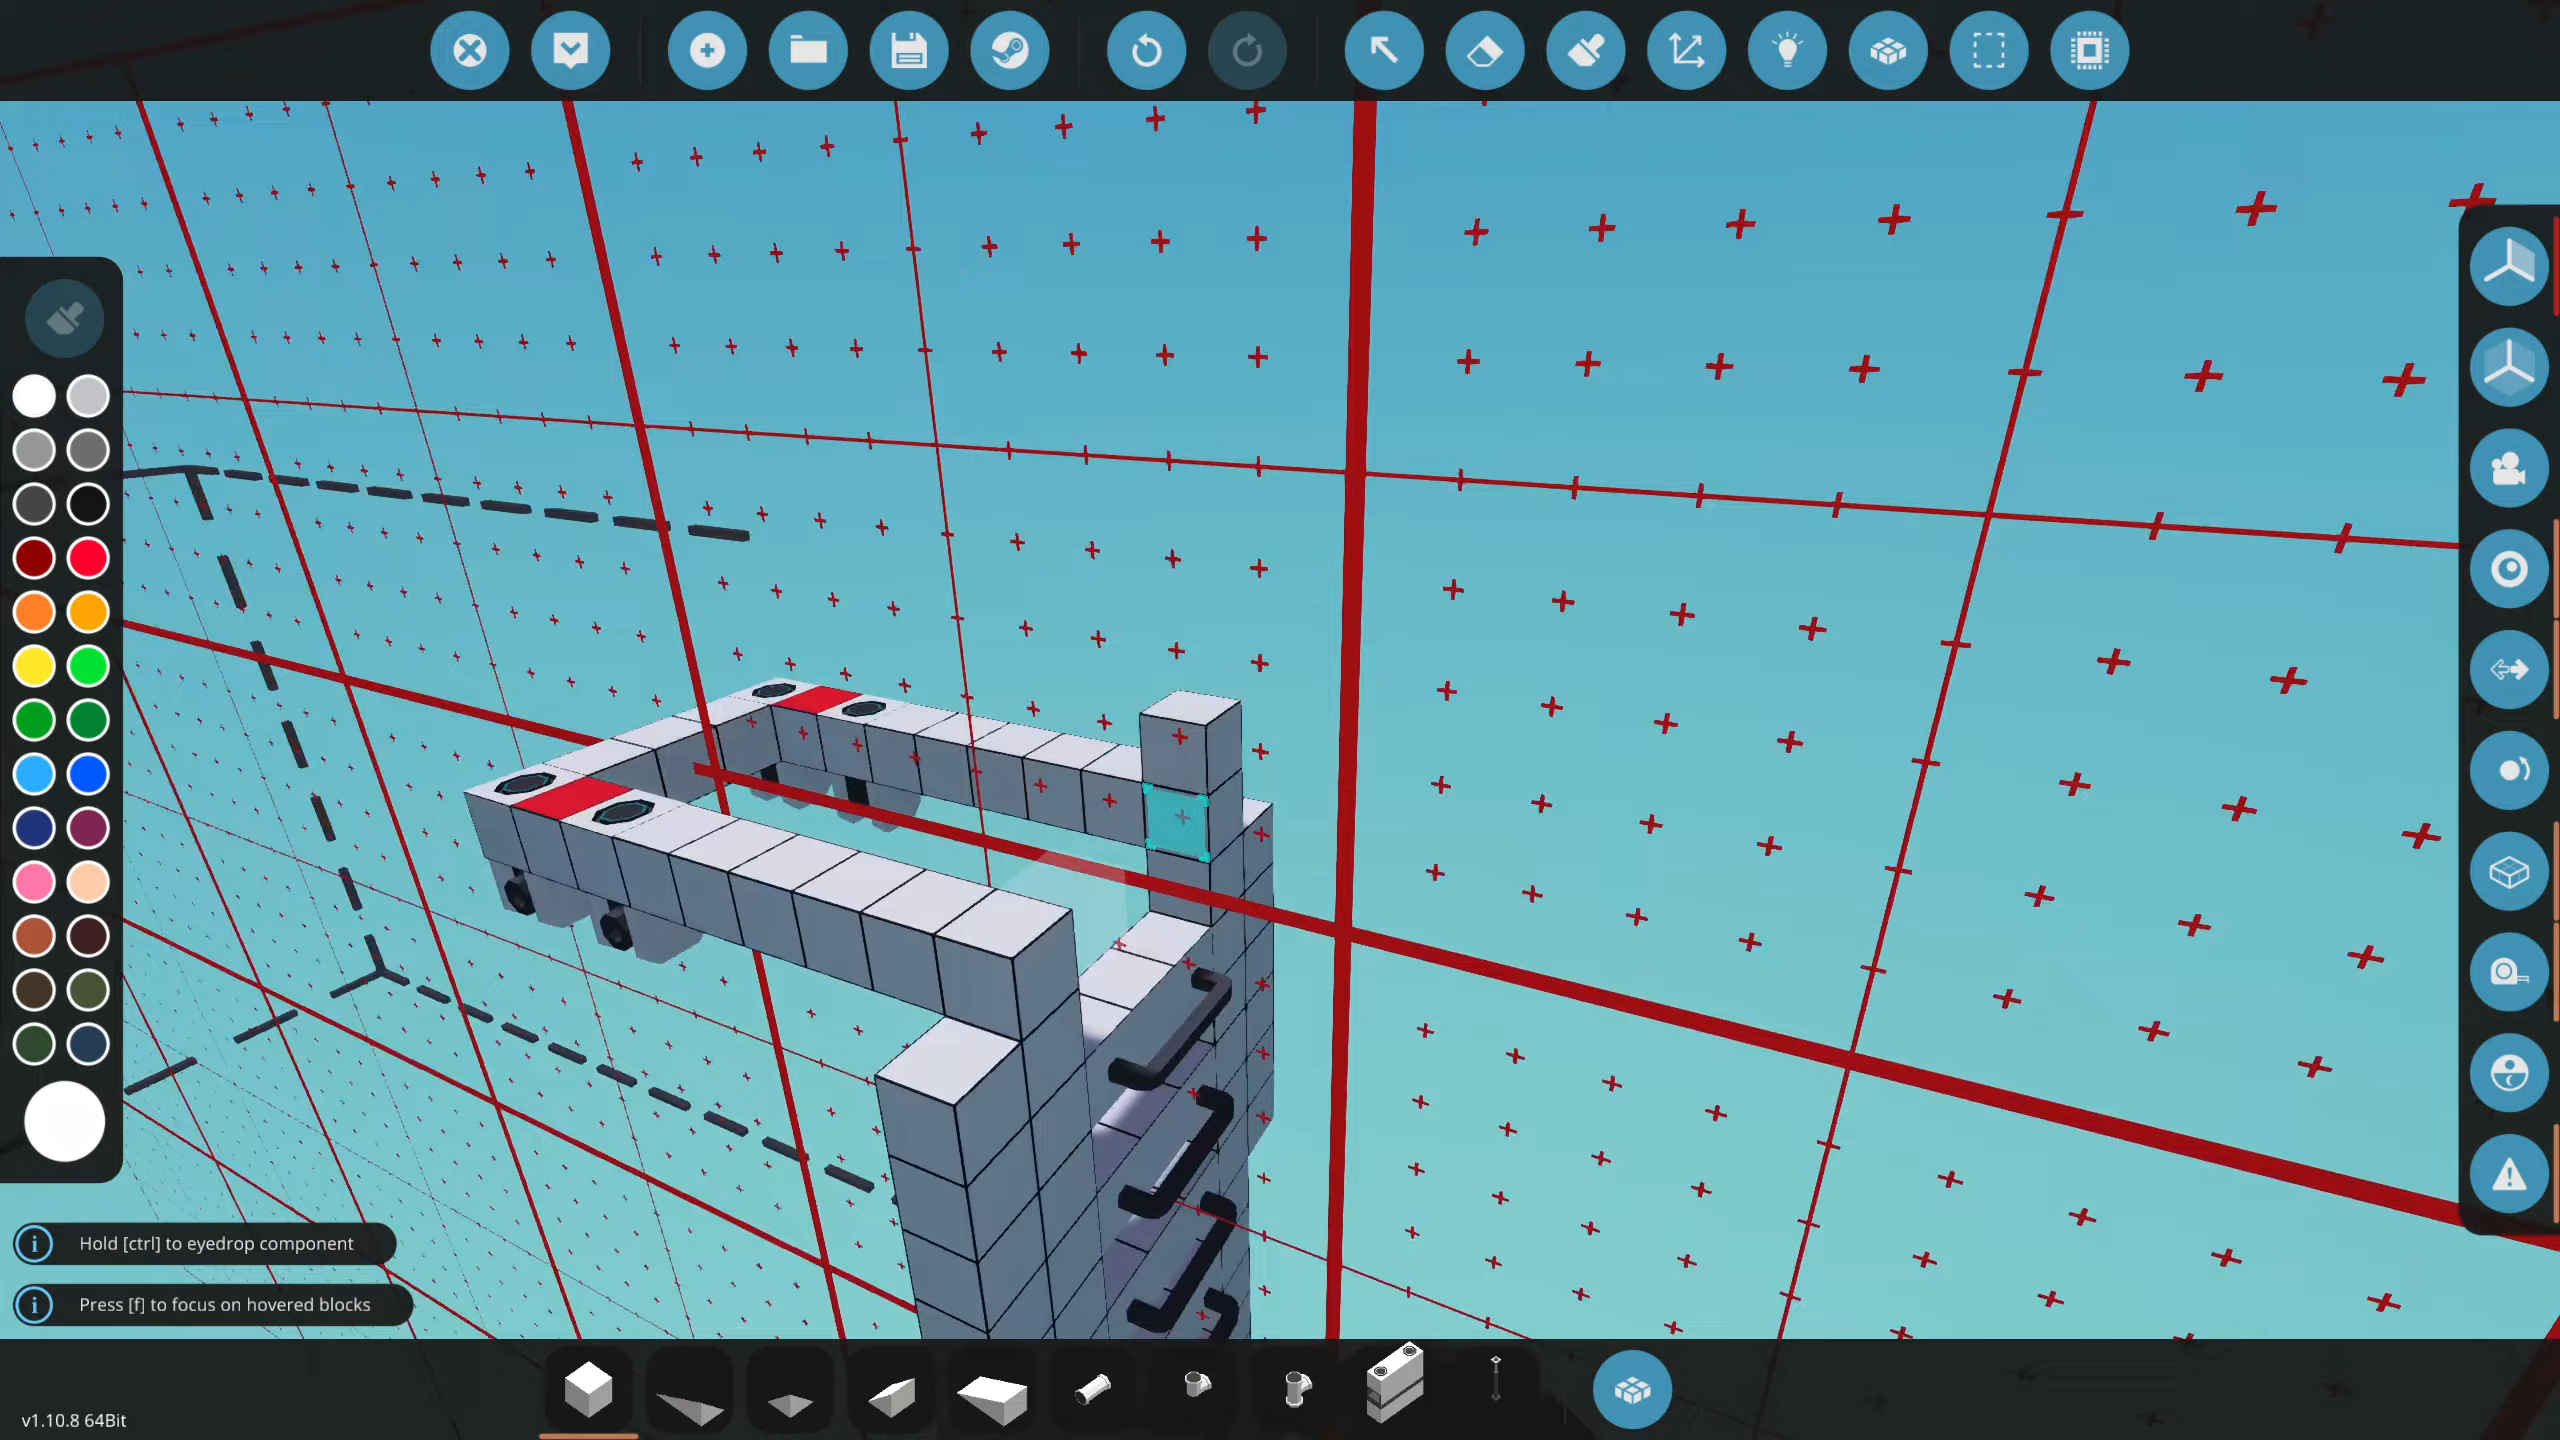 Hold [ctrl] to eyedrop component
Press [f] to focus on hovered blocks
v1.10.8 64Bit